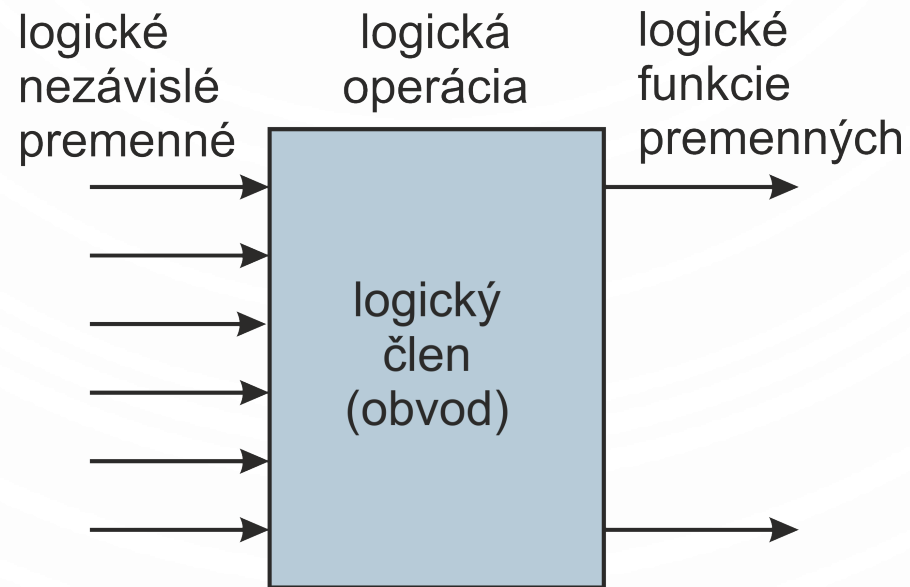 logické
nezávislé
premenné
logická
operácia
logické
funkcie
premenných
logický
člen
(obvod)